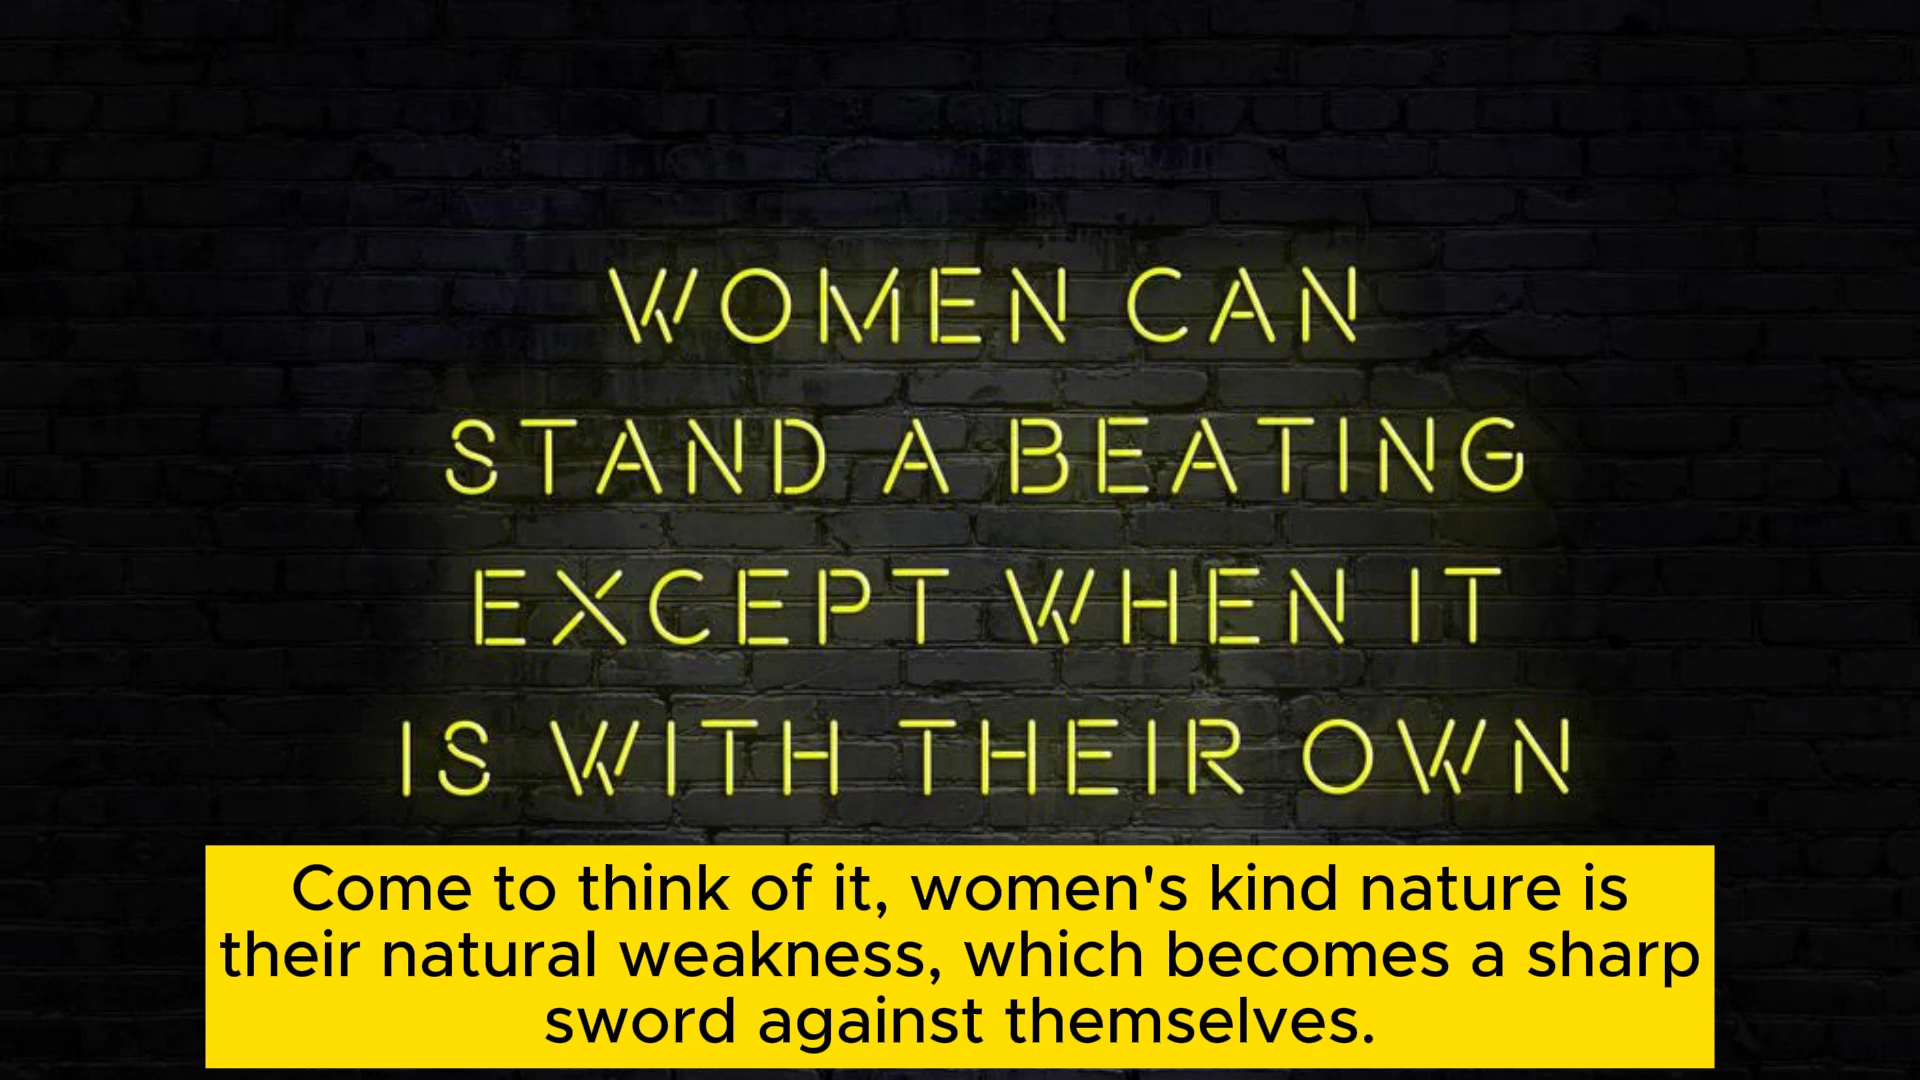 WOMEN CAN
STAND A BEATING
EXCEPT WHEN IT
IS WITH THEIR OWN
Come to think of it, women's kind nature is
their natural weakness, which becomes a sharp
sword against themselves.